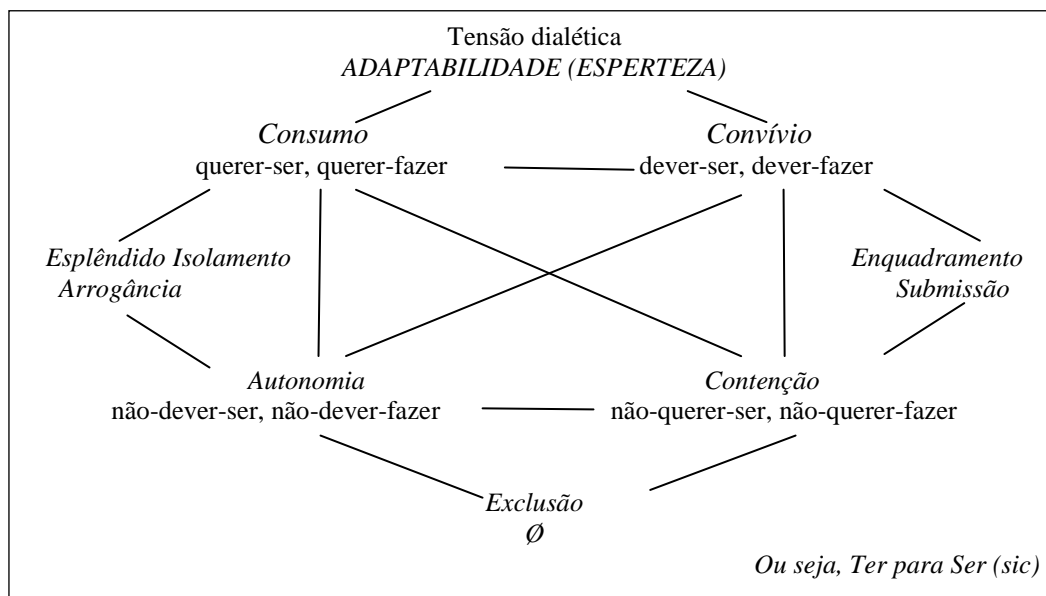 Tensão dialética
ADAPTABILIDADE (ESPERTEZA)
Consumo
querer-ser, querer-fazer
Convívio
dever-ser, dever-fazer
Esplêndido Isolamento
Arrogância
Enquadramento
Submissão
Autonomia
não-dever-ser, não-dever-fazer
Contenção
não-querer-ser, não-querer-fazer
Exclusão
Ø
Ou seja, Ter para Ser (sic)